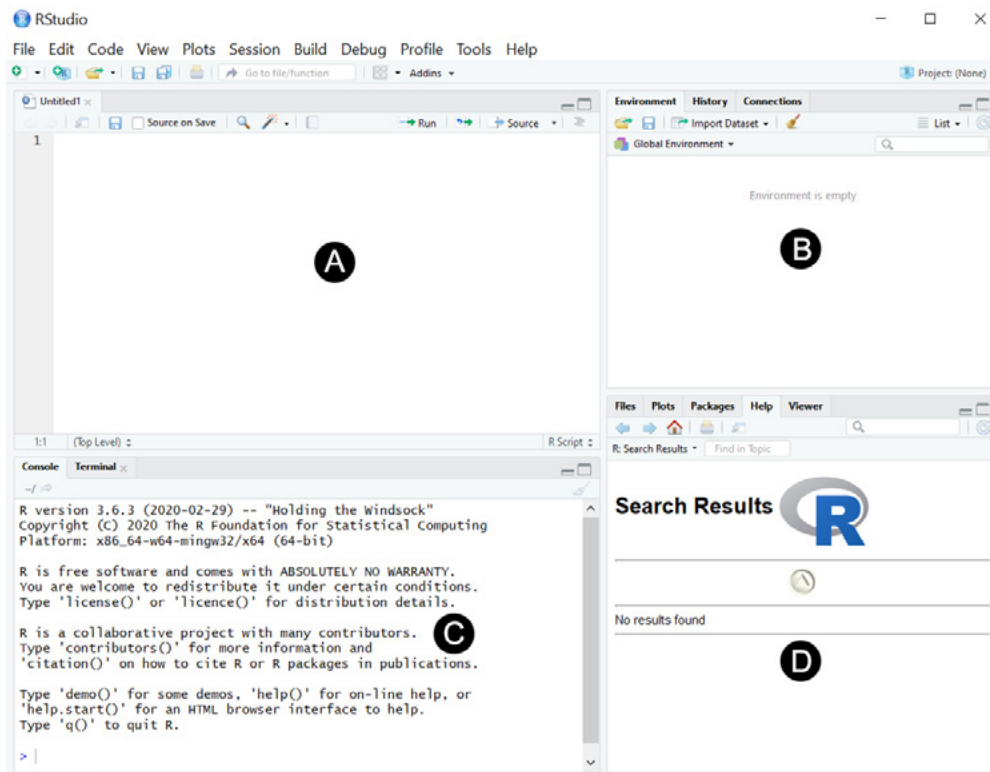 RStudio
File Edit Code View Plots Session Build Debug Profile Tools Help
Go to file/function Addins Project: (None)
Untitled1
Source on Save Run Source
1
A
1:1 (Top Level) R Script
Console Terminal
~/
R version 3.6.3 (2020-02-29) -- "Holding the Windsock"
Copyright (C) 2020 The R Foundation for Statistical Computing
Platform: x86_64-w64-mingw32/x64 (64-bit)
R is free software and comes with ABSOLUTELY NO WARRANTY.
You are welcome to redistribute it under certain conditions.
Type 'license()' or 'licence()' for distribution details.
R is a collaborative project with many contributors.
Type 'contributors()' for more information and
'citation()' on how to cite R or R packages in publications.
Type 'demo()' for some demos, 'help()' for on-line help, or
'help.start()' for an HTML browser interface to help.
Type 'q()' to quit R.
>
C
Environment History Connections
Import Dataset List
Global Environment
Environment is empty
B
Files Plots Packages Help Viewer
R: Search Results Find in Topic
Search Results R
No results found
D